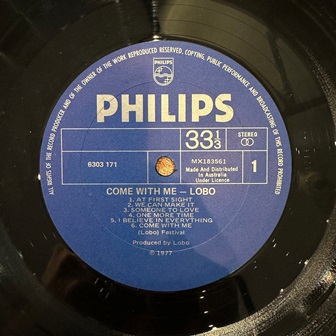 ALL RIGHTS OF THE RECORD PRODUCER AND OF THE OWNER OF THE WORK REPRODUCED RESERVED. COPYING, PUBLIC PERFORMANCE AND BROADCASTING OF THIS RECORD PROHIBITED
PHILIPS
PHILIPS
33 1/3
STEREO
6303 171
MX183561
Made And Distributed
In Australia
Under Licence
1
COME WITH ME — LOBO
1. AT FIRST SIGHT
2. WE CAN MAKE IT
3. SOMEONE TO LOVE
4. ONE MORE TIME
5. I BELIEVE IN EVERYTHING
6. COME WITH ME
(Lobo) Festival
Produced by Lobo
℗ 1977